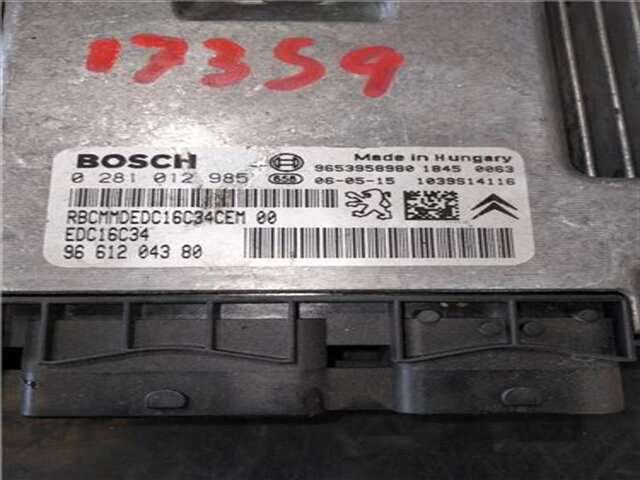 17359
BOSCH
0 281 012 985
Made in Hungary
9653958980 1845 0063
658 06-05-15 1039S14116
RBCMMDEDC16C34CEM 00
EDC16C34
96 612 043 80